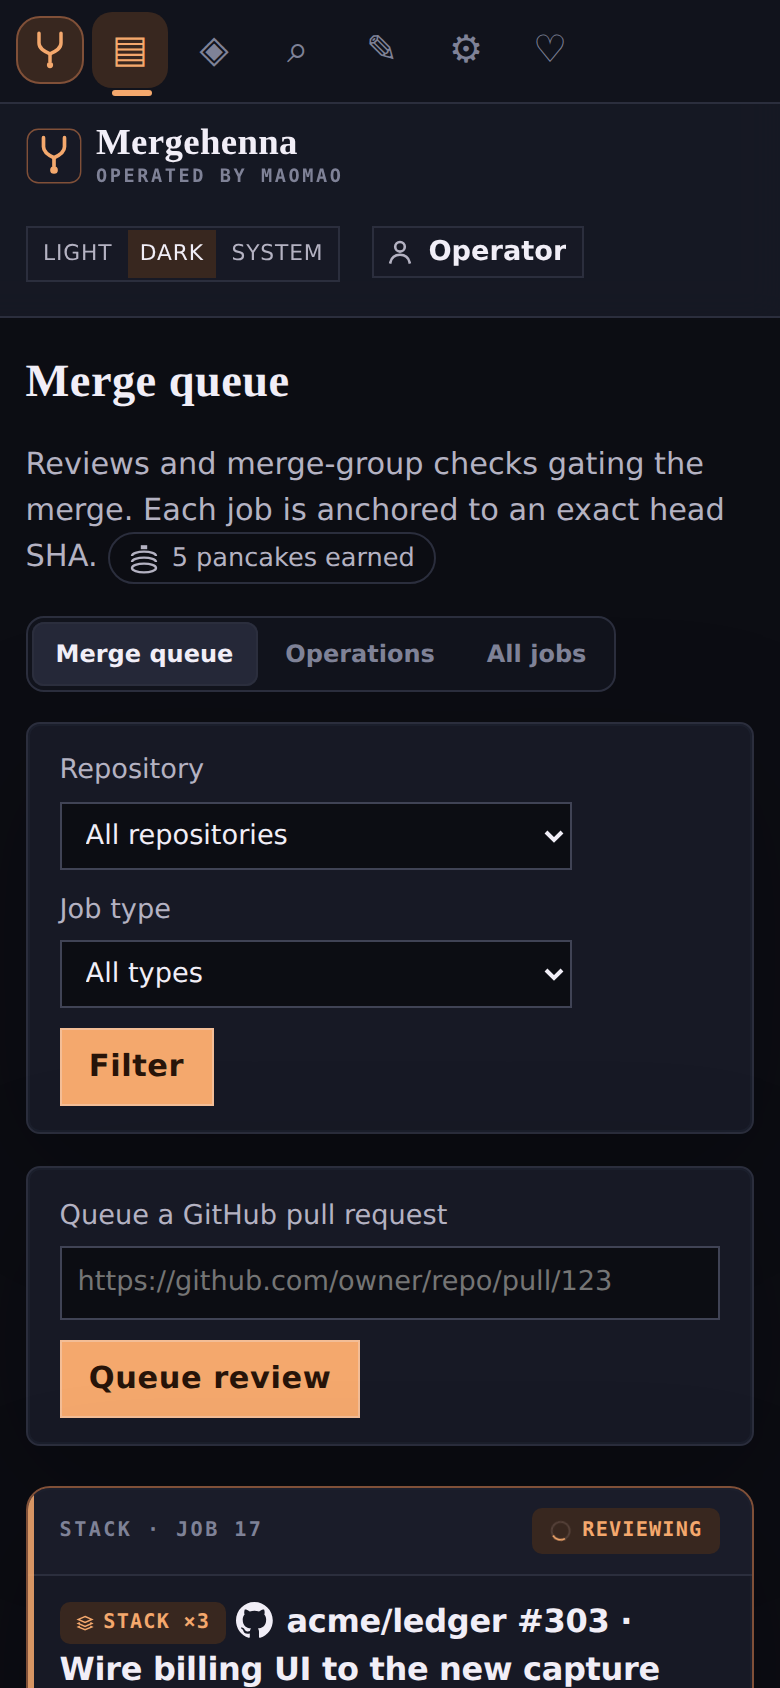 Mergehenna
OPERATED BY MAOMAO
LIGHT DARK SYSTEM Operator
Merge queue
Reviews and merge-group checks gating the
merge. Each job is anchored to an exact head
SHA. 5 pancakes earned
Merge queue Operations All jobs
Repository
All repositories
Job type
All types
Filter
Queue a GitHub pull request
https://github.com/owner/repo/pull/123
Queue review
STACK · JOB 17 REVIEWING
STACK ×3 acme/ledger #303 ·
Wire billing UI to the new capture